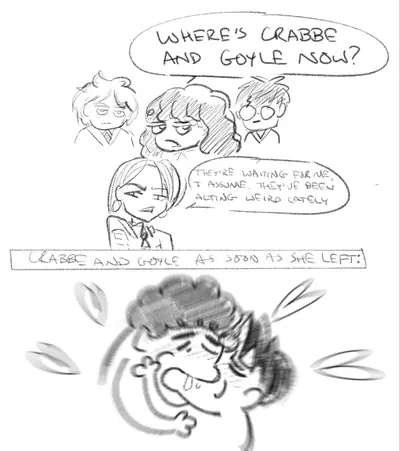 WHERE'S CRABBE
AND GOYLE NOW?
THEY'RE WAITING FOR ME,
I ASSUME. THEY'VE BEEN
ACTING WEIRD LATELY
CRABBE AND GOYLE AS SOON AS SHE LEFT: